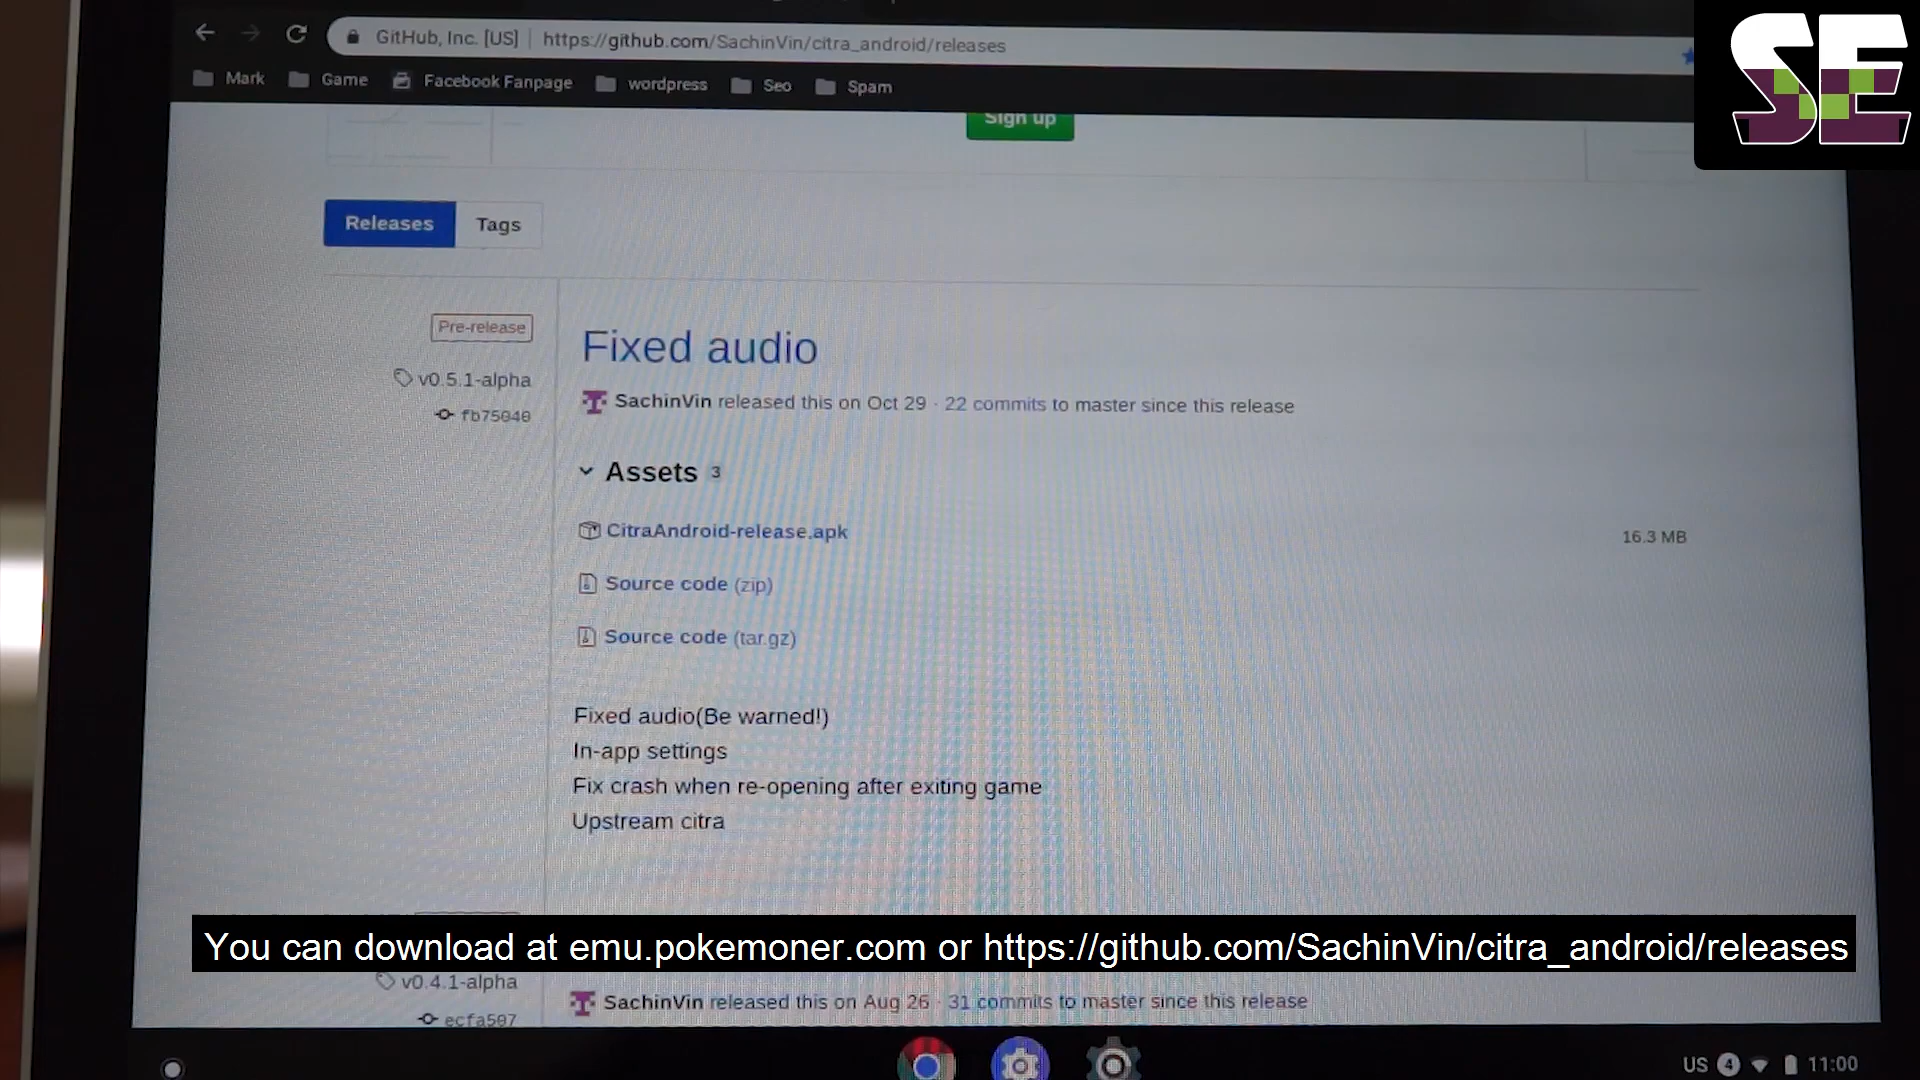 GitHub, Inc. [US] https://github.com/SachinVin/citra_android/releases
SE
Mark Game Facebook Fanpage wordpress Seo Spam
Sign up
Releases Tags
Pre-release
Fixed audio
v0.5.1-alpha
SachinVin released this on Oct 29 · 22 commits to master since this release
fb75040
Assets 3
CitraAndroid-release.apk 16.3 MB
Source code (zip)
Source code (tar.gz)
Fixed audio(Be warned!)
In-app settings
Fix crash when re-opening after exiting game
Upstream citra
You can download at emu.pokemoner.com or https://github.com/SachinVin/citra_android/releases
v0.4.1-alpha
SachinVin released this on Aug 26 · 31 commits to master since this release
ecfa507
US 4 11:00